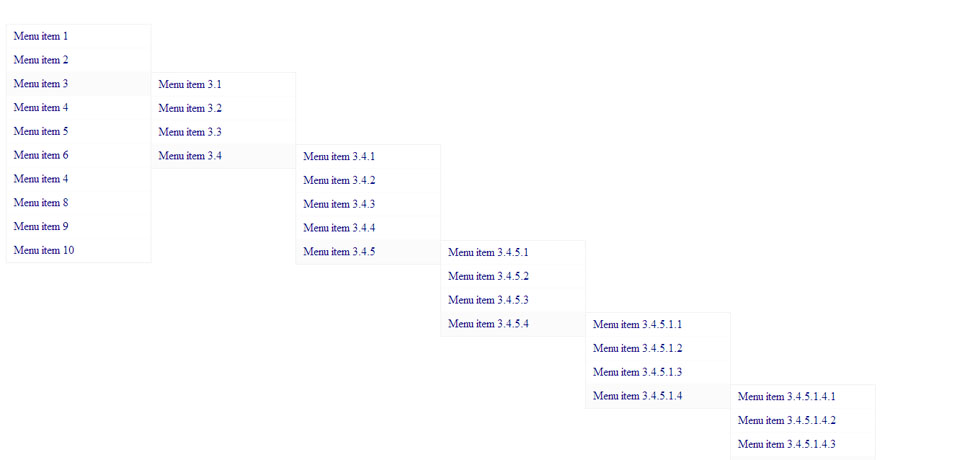 Menu item 1
Menu item 2
Menu item 3
Menu item 4
Menu item 5
Menu item 6
Menu item 4
Menu item 8
Menu item 9
Menu item 10
Menu item 3.1
Menu item 3.2
Menu item 3.3
Menu item 3.4
Menu item 3.4.1
Menu item 3.4.2
Menu item 3.4.3
Menu item 3.4.4
Menu item 3.4.5
Menu item 3.4.5.1
Menu item 3.4.5.2
Menu item 3.4.5.3
Menu item 3.4.5.4
Menu item 3.4.5.1.1
Menu item 3.4.5.1.2
Menu item 3.4.5.1.3
Menu item 3.4.5.1.4
Menu item 3.4.5.1.4.1
Menu item 3.4.5.1.4.2
Menu item 3.4.5.1.4.3